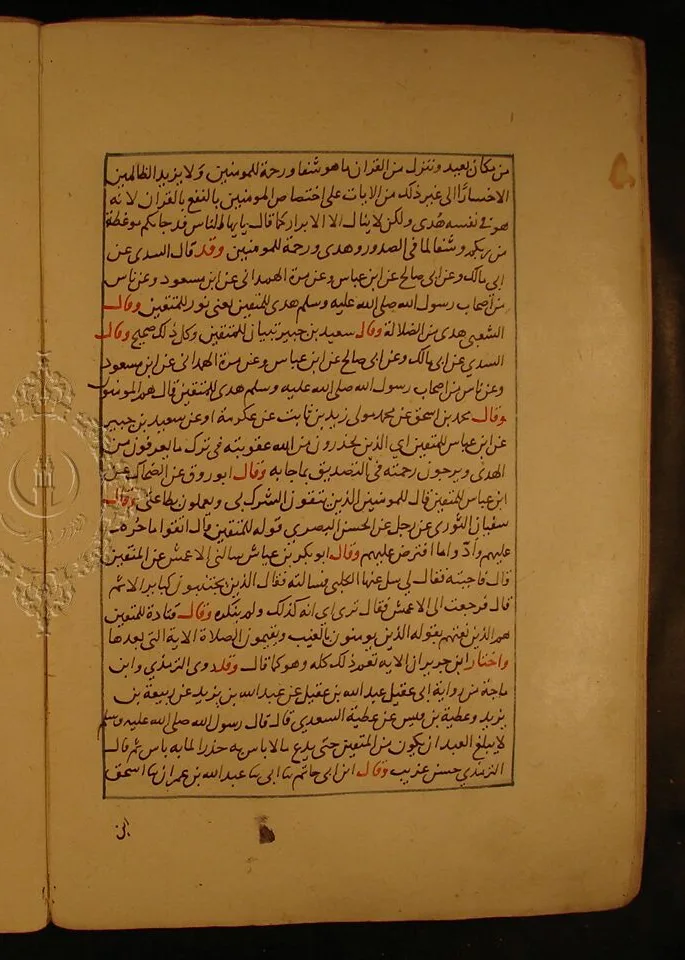 من مكان بعيد وننزل من القران ما هو شفا ورحمة للمومنين ولا يزيد الظالمين
الا خسارا الى غير ذلك من الايات على اختصاص المومنين بالنفع بالقران لانه
هو في نفسه هدى ولكن لا يناله الا الابرار كما قال يايها الناس قد جاتكم موعظة
من ربكم وشفا لما في الصدور وهدى ورحمة للمومنين وقد قال السدي عن
ابي مالك وعن ابي صالح عن ابن عباس وعن مرة الهمداني عن ابن مسعود وعن ناس
من اصحاب رسول الله صلى الله عليه وسلم هدى للمتقين يعني نور للمتقين وقال
الشعبي هدى من الضلالة وقال سعيد بن جبير تبيان للمتقين وكل ذلك صحيح وقال
السدي عن ابي مالك وعن ابي صالح عن ابن عباس وعن مرة الهداني عن ابن مسعود
وعن ناس من اصحاب رسول الله صلى الله عليه وسلم هدى للمتقين قال هم المومنون
وقال محمد بن اسحق عن محمد مولى زيد بن ثابت عن عكرمة او عن سعيد بن جبير
عن ابن عباس للمتقين اي الذين يحذرون من الله عقوبته في ترك ما يعرفون من
الهدى ويرجون رحمته في التصديق بما جا به وقال ابو روق عن الضحاك عن
ابن عباس للمتقين قال للمومنين الذين يتقون الشرك بي ويعملون بطاعتي وقال
سفيان الثوري عن رجل عن الحسن البصري قوله للمتقين قال اتقوا ما حرم
عليهم وادوا ما افترض عليهم وقال ابو بكر بن عياش سالني الاعمش عن المتقين
قال فاجبته فقال لي سل عنها الكلبي فسالته فقال الذين يجتنبون كباير الاثم
قال فرجعت الى الاعمش فقال نرى انه كذلك ولم ينكره وقال قتادة للمتقين
هم الذين نعتهم بقوله الذين يومنون بالغيب ويقيمون الصلاة الاية التي بعدها
واختار ابن جرير ان الايه تعم ذلك كله وهو كما قال وقد روى الترمذي وابن
ماجة من رواية ابي عقيل عبد الله بن عقيل عن عبد الله بن يزيد عن ربيعة بن
يزيد وعطية بن قيس عن عطية السعدي قال قال رسول الله صلى الله عليه وسلم
لا يبلغ العبد ان يكون من المتقين حتى يدع ما لا باس به حذرا لما به باس ثم قال
الترمذي حسن غريب وقال ابن ابي حاتم ثنا ابي ثنا عبد الله بن عمران ثنا اسحق
بن